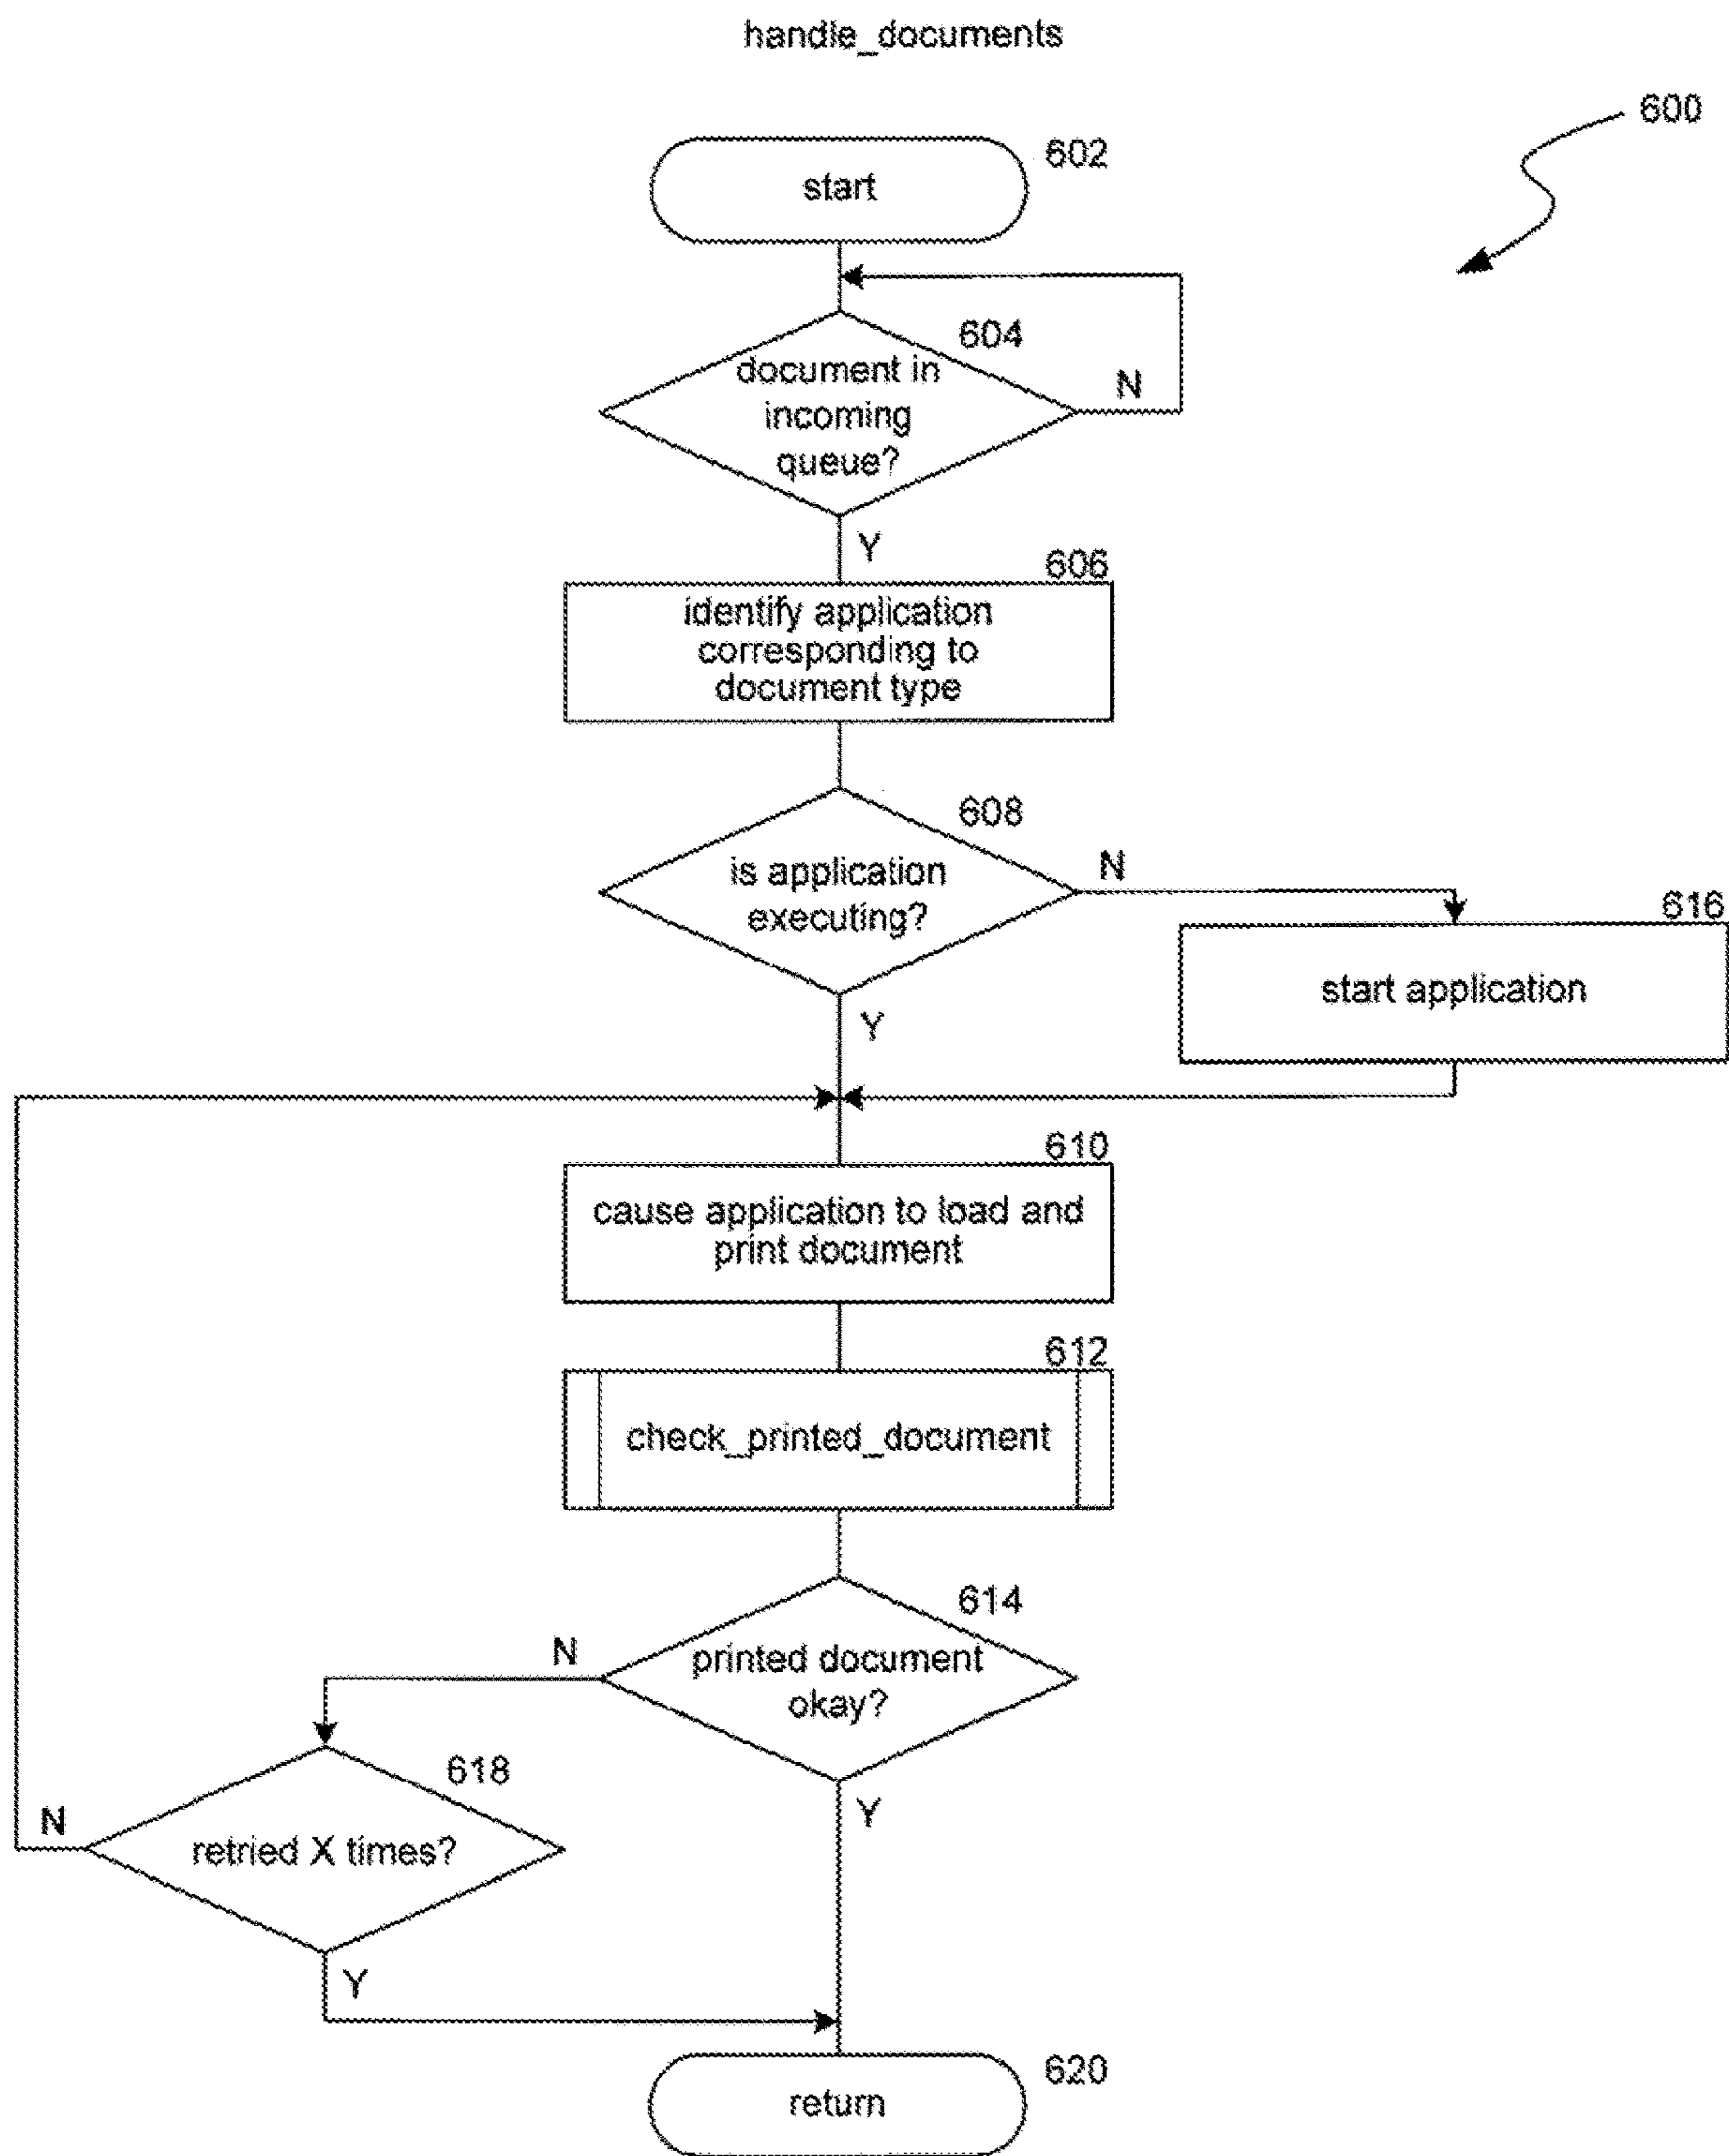 handle_documents
600
602
start
604
document in
incoming
queue?
N
Y
606
identify application
corresponding to
document type
608
is application
executing?
N
616
start application
Y
610
cause application to load and
print document
612
check_printed_document
614
printed document
okay?
N
618
retried X times?
N
Y
Y
620
return